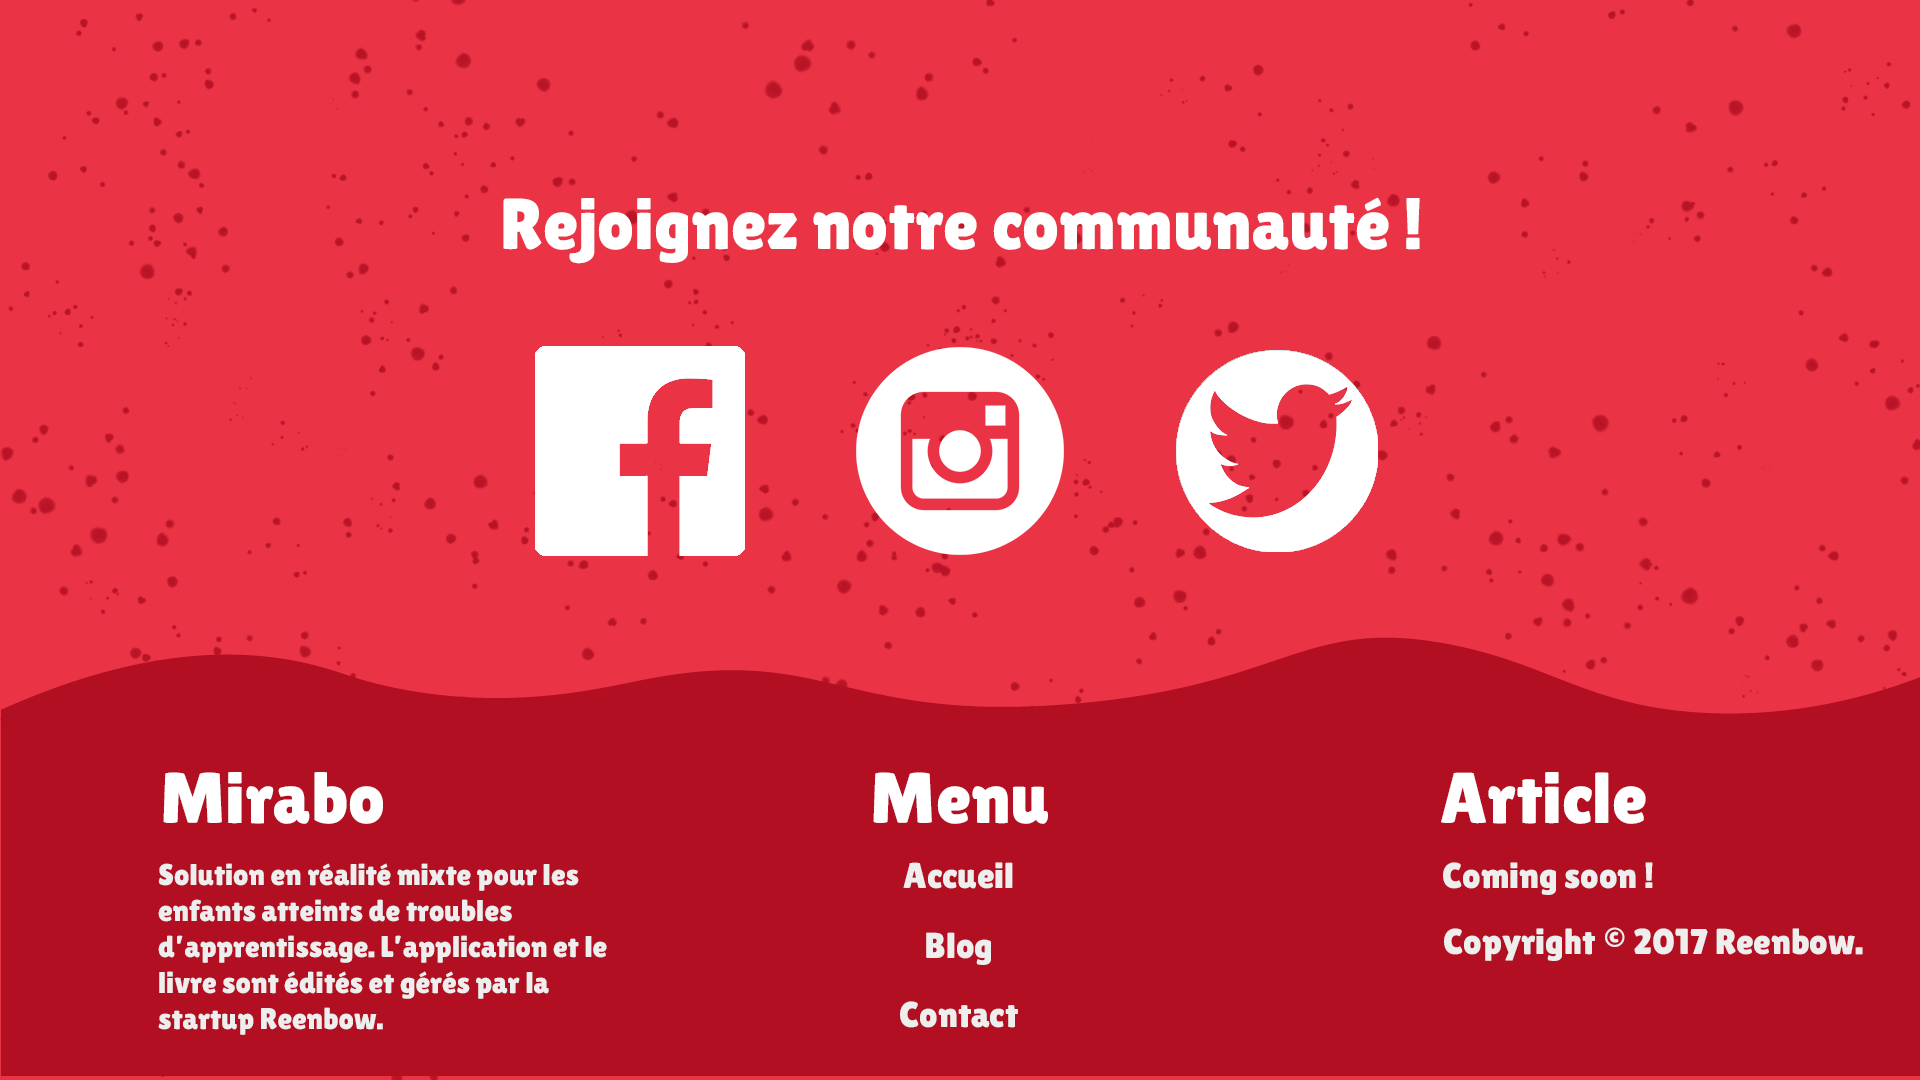 Rejoignez notre communauté !
Mirabo
Solution en réalité mixte pour les
enfants atteints de troubles
d'apprentissage. L'application et le
livre sont édités et gérés par la
startup Reenbow.
Menu
Accueil
Blog
Contact
Article
Coming soon !
Copyright © 2017 Reenbow.